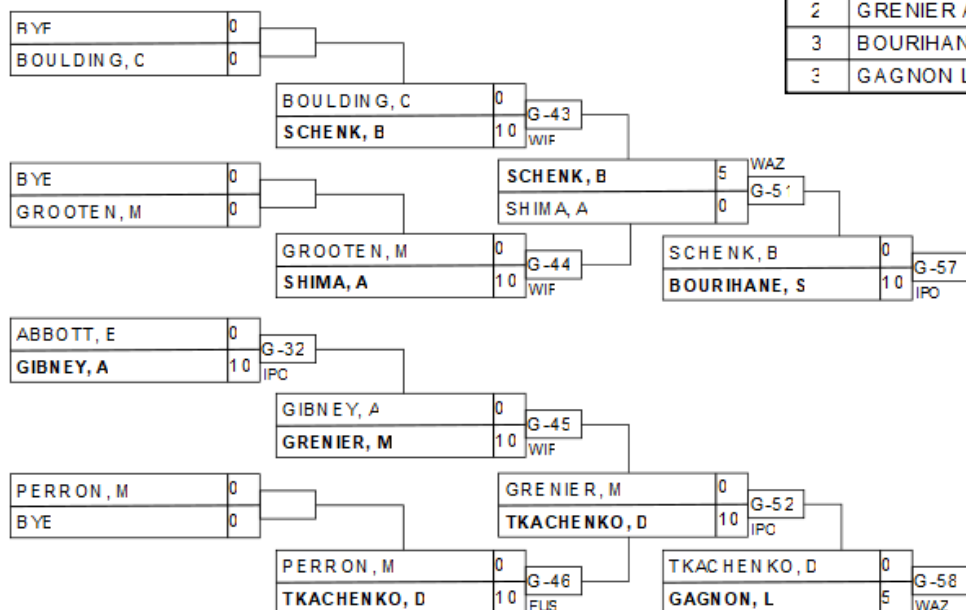 2 GRENIER A
3 BOURIHAN
3 GAGNON L
BYE 0
BOULDING, C 0
BOULDING, C 0
SCHENK, B 10
G-43
WIF
BYE 0
GROOTEN, M 0
SCHENK, B 5
SHIMA, A 0
WAZ
G-51
GROOTEN, M 0
SHIMA, A 10
G-44
WIF
SCHENK, B 0
BOURIHANE, S 10
G-57
IPO
ABBOTT, E 0
GIBNEY, A 10
G-32
IPO
GIBNEY, A 0
GRENIER, M 10
G-45
WIF
PERRON, M 0
BYE 0
GRENIER, M 0
TKACHENKO, D 10
G-52
IPO
PERRON, M 0
TKACHENKO, D 10
G-46
FUS
TKACHENKO, D 0
GAGNON, L 5
G-58
WAZ